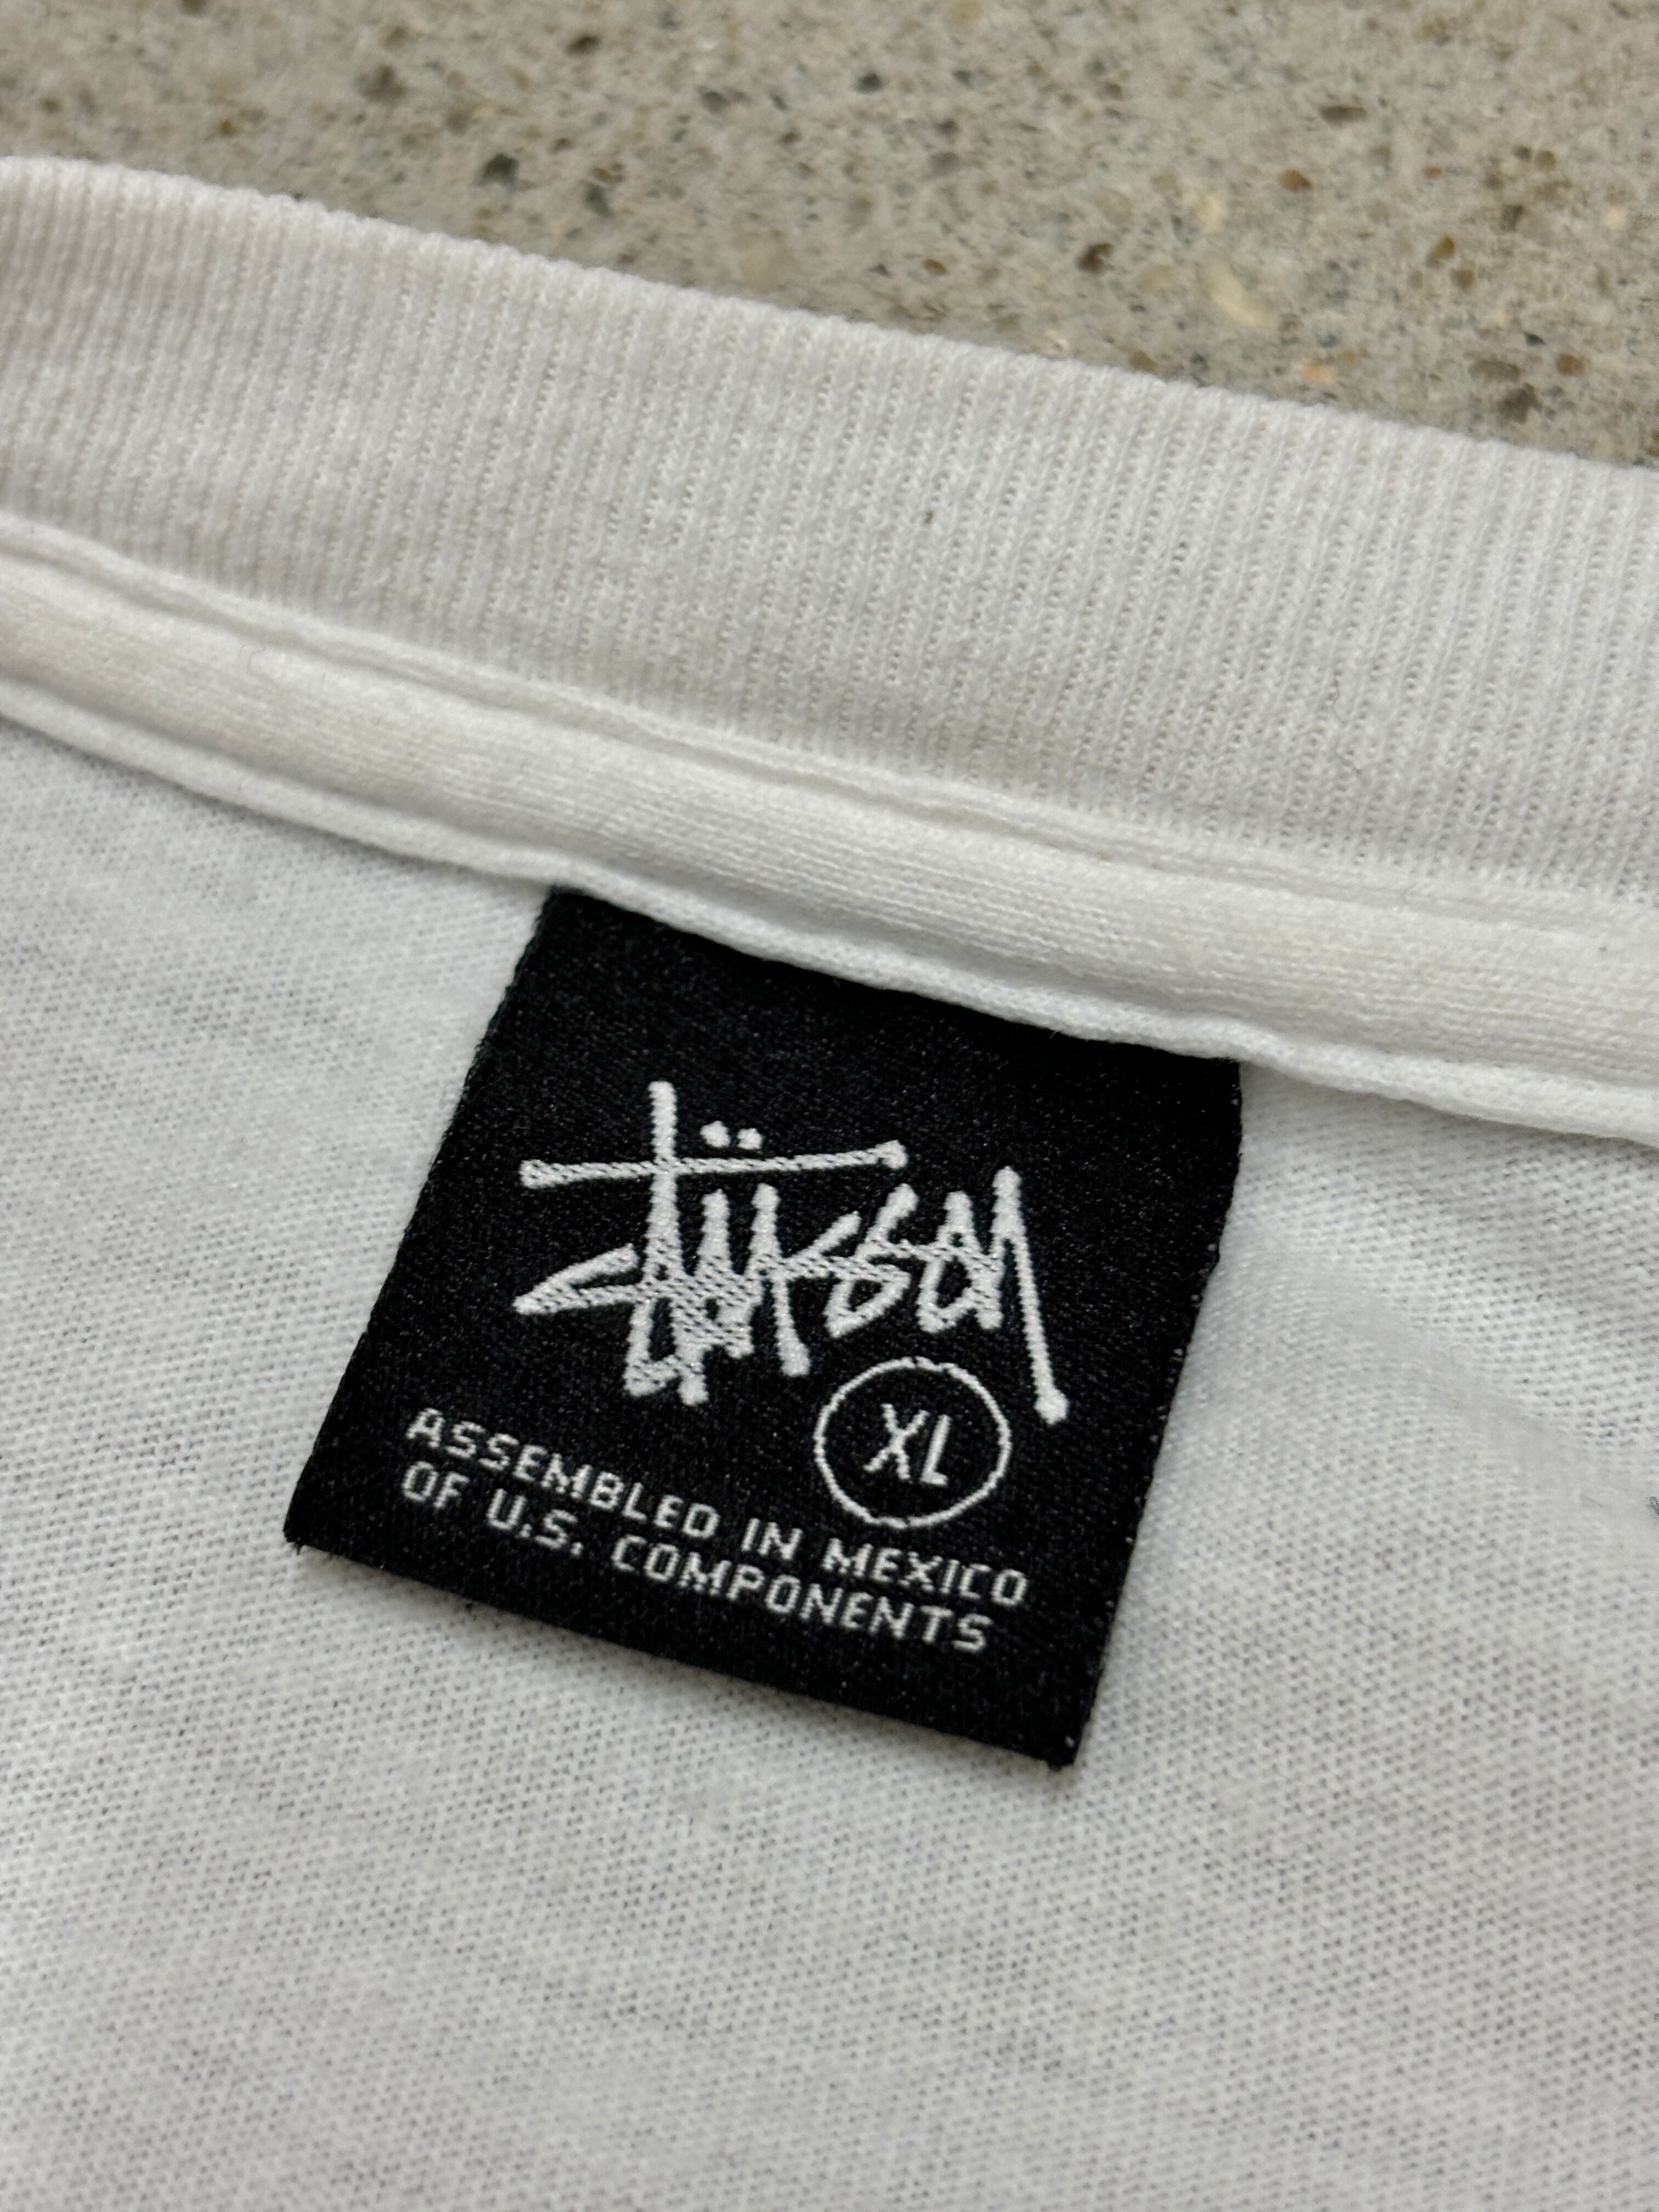 Stüssy
XL
ASSEMBLED IN MEXICO
OF U.S. COMPONENTS